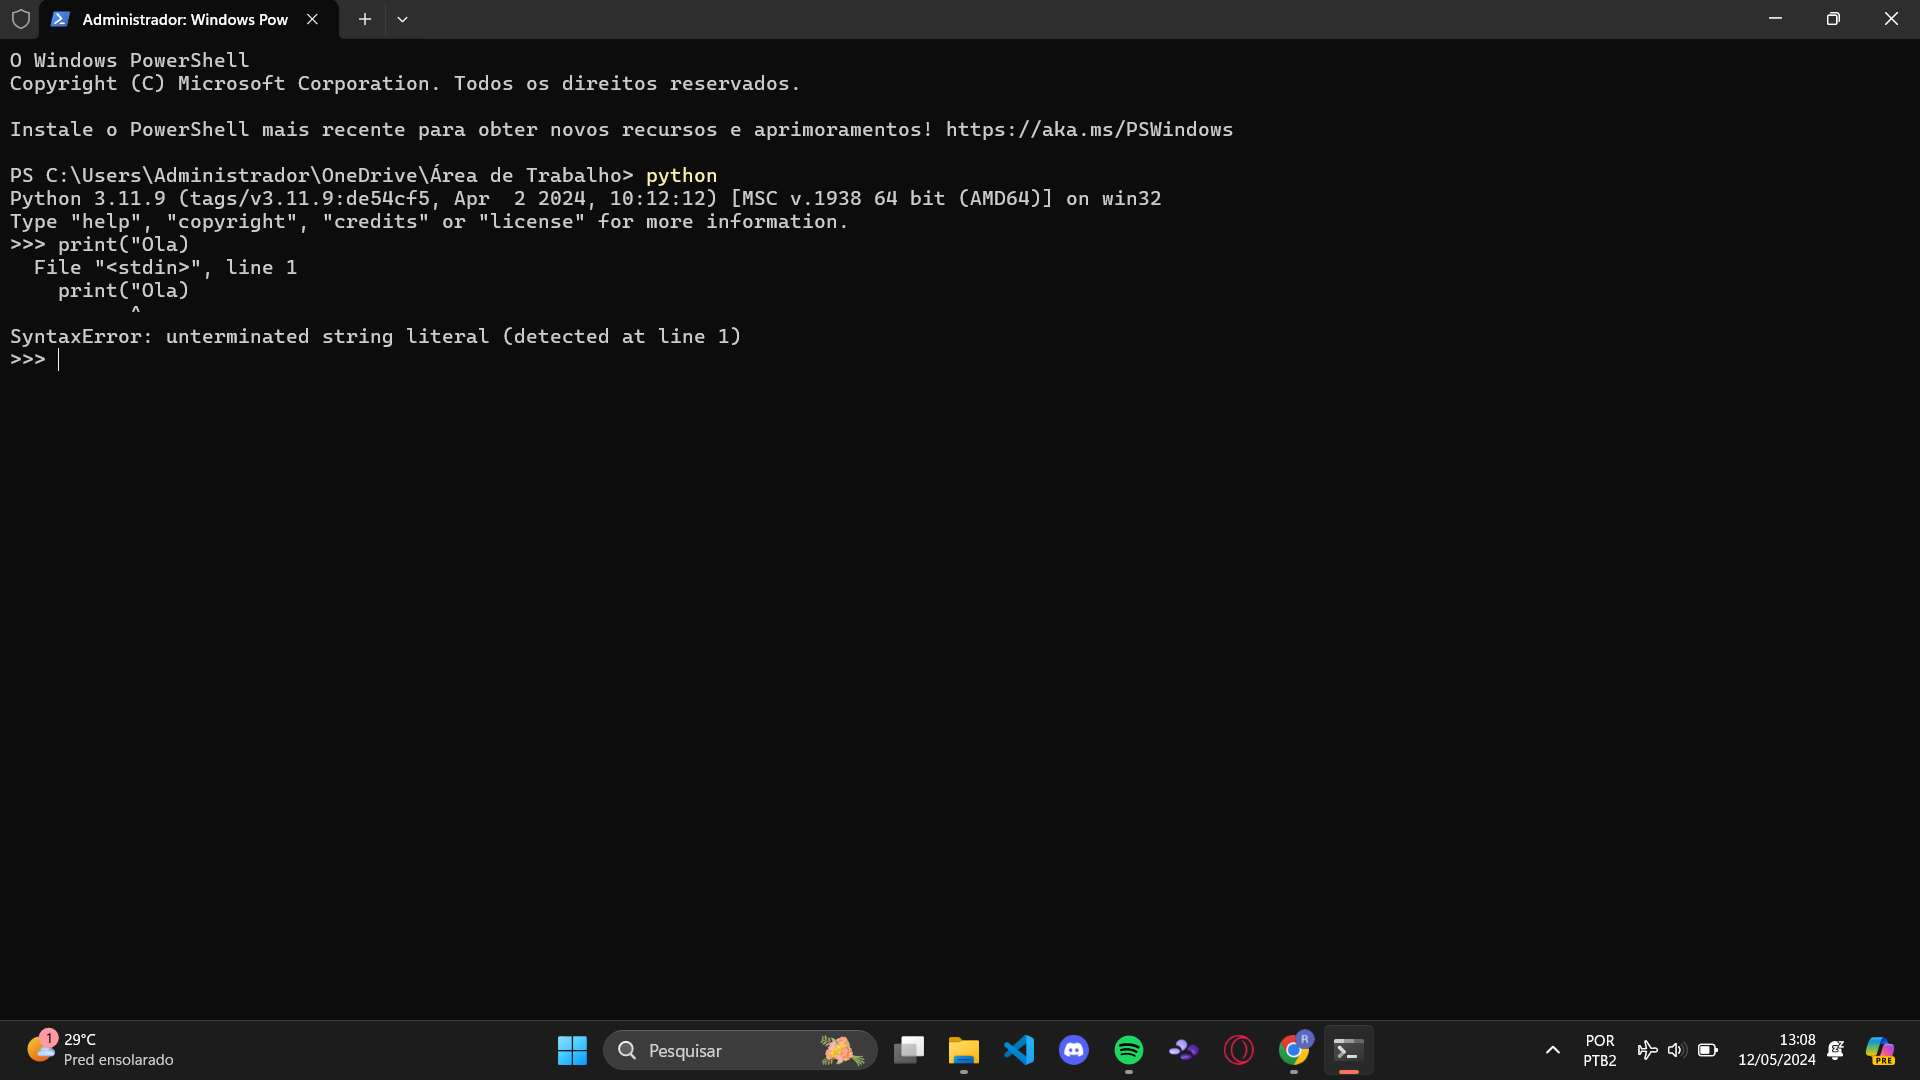 Administrador: Windows Pow
O Windows PowerShell
Copyright (C) Microsoft Corporation. Todos os direitos reservados.
Instale o PowerShell mais recente para obter novos recursos e aprimoramentos! https://aka.ms/PSWindows
PS C:\Users\Administrador\OneDrive\Área de Trabalho> python
Python 3.11.9 (tags/v3.11.9:de54cf5, Apr  2 2024, 10:12:12) [MSC v.1938 64 bit (AMD64)] on win32
Type "help", "copyright", "credits" or "license" for more information.
>>> print("Ola)
  File "<stdin>", line 1
    print("Ola)
          ^
SyntaxError: unterminated string literal (detected at line 1)
>>>
1
29°C
Pred ensolarado
Pesquisar
R
POR
PTB2
13:08
12/05/2024
PRE